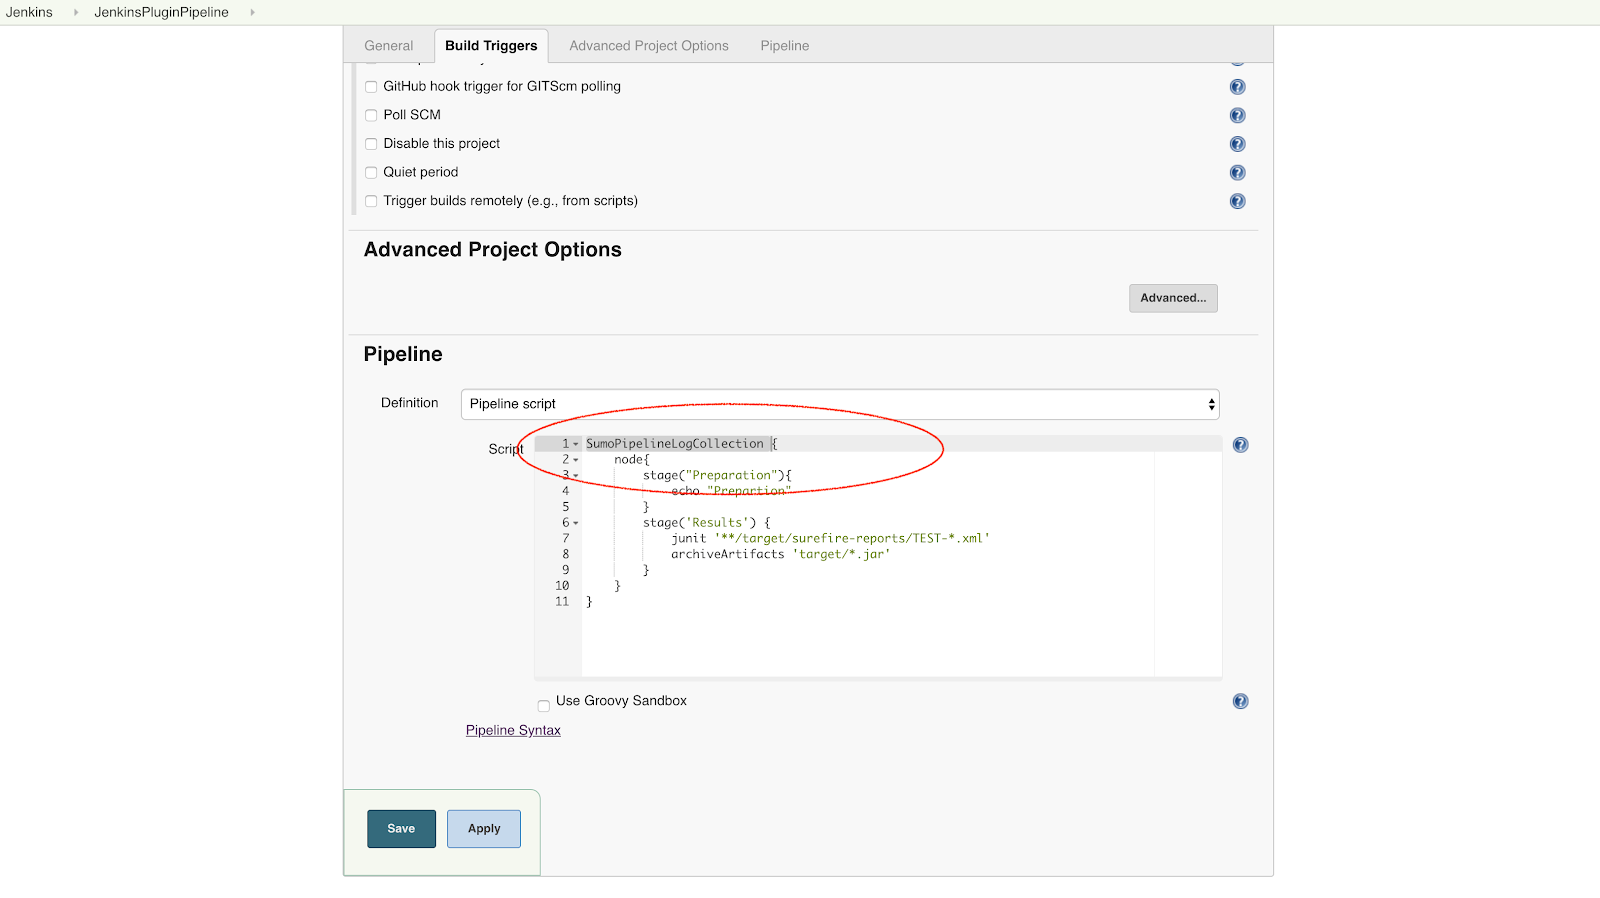 Jenkins JenkinsPluginPipeline
General Build Triggers Advanced Project Options Pipeline
GitHub hook trigger for GITScm polling
Poll SCM
Disable this project
Quiet period
Trigger builds remotely (e.g., from scripts)
Advanced Project Options
Advanced...
Pipeline
Definition Pipeline script
Script
1 SumoPipelineLogCollection {
2 node{
3 stage("Preparation"){
4 echo "Prepartion"
5 }
6 stage('Results') {
7 junit '**/target/surefire-reports/TEST-*.xml'
8 archiveArtifacts 'target/*.jar'
9 }
10 }
11 }
Use Groovy Sandbox
Pipeline Syntax
Save Apply